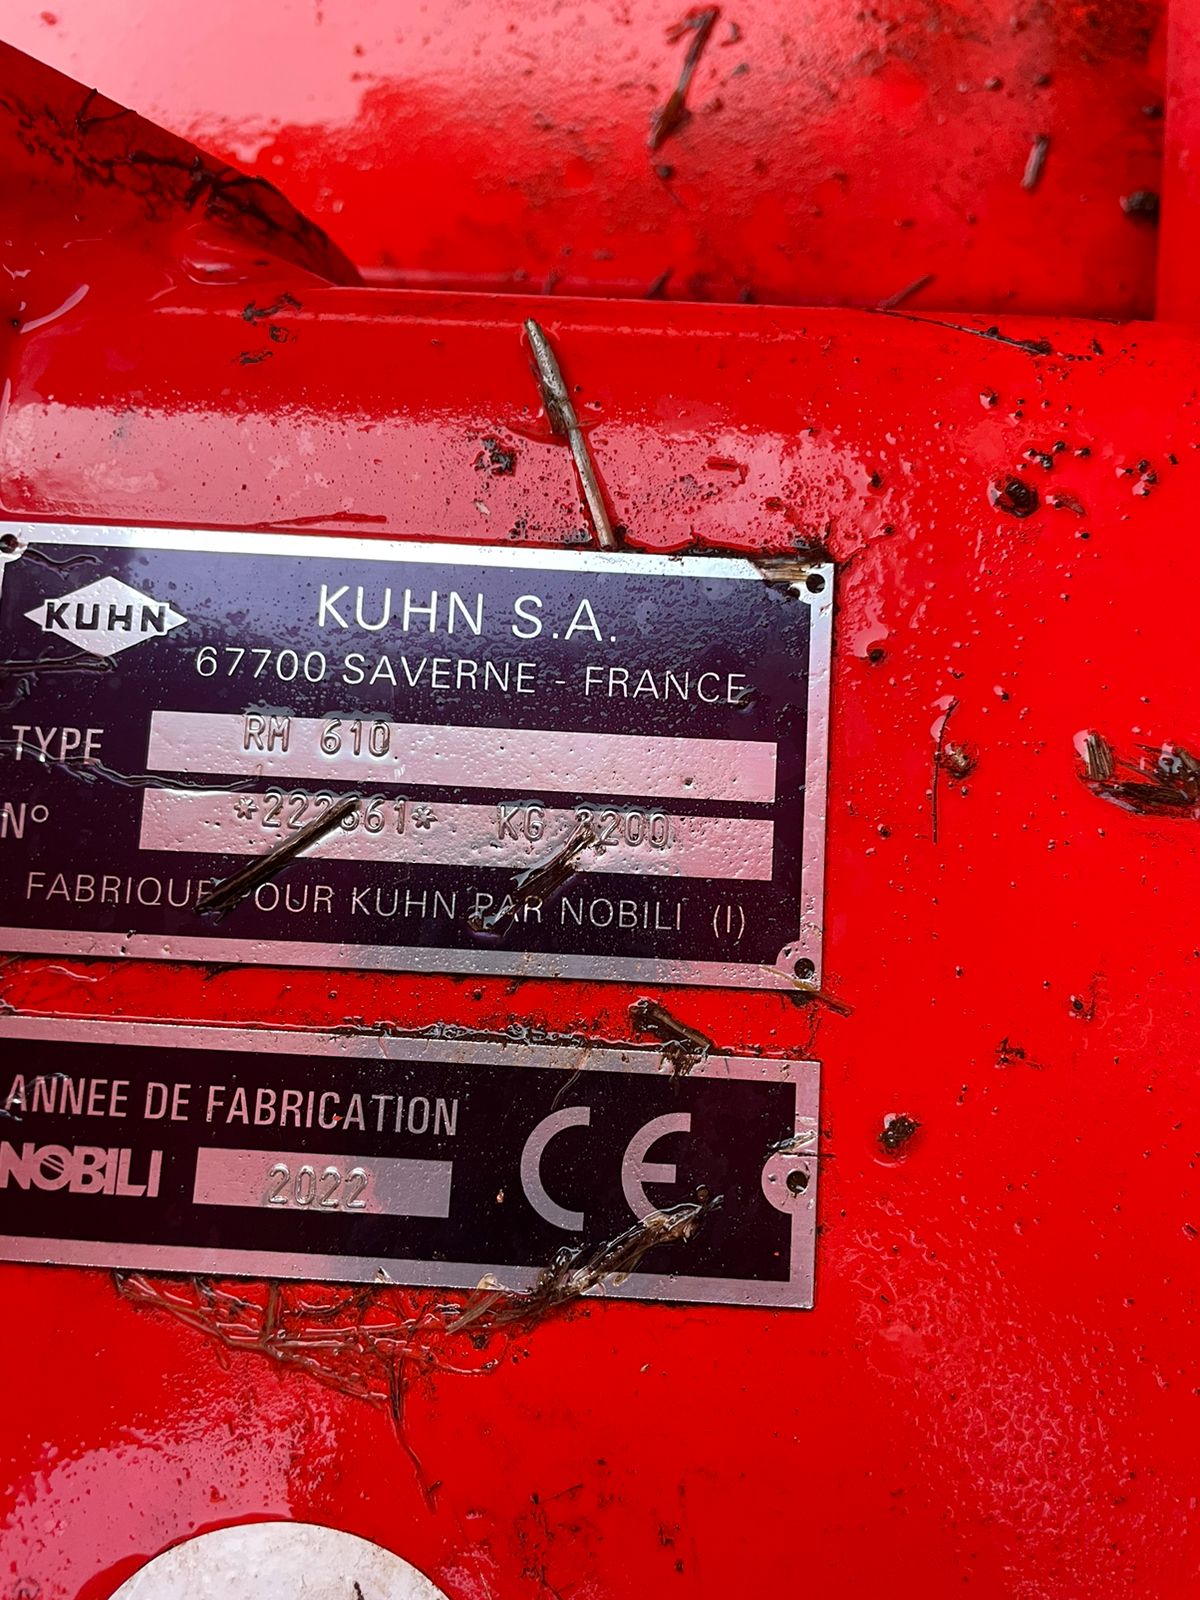 KUHN
KUHN S.A.
67700 SAVERNE - FRANCE
TYPE RM 610
N° KG
FABRIQUE POUR KUHN PAR NOBILI (I)
ANNEE DE FABRICATION
NOBILI 2022 CE